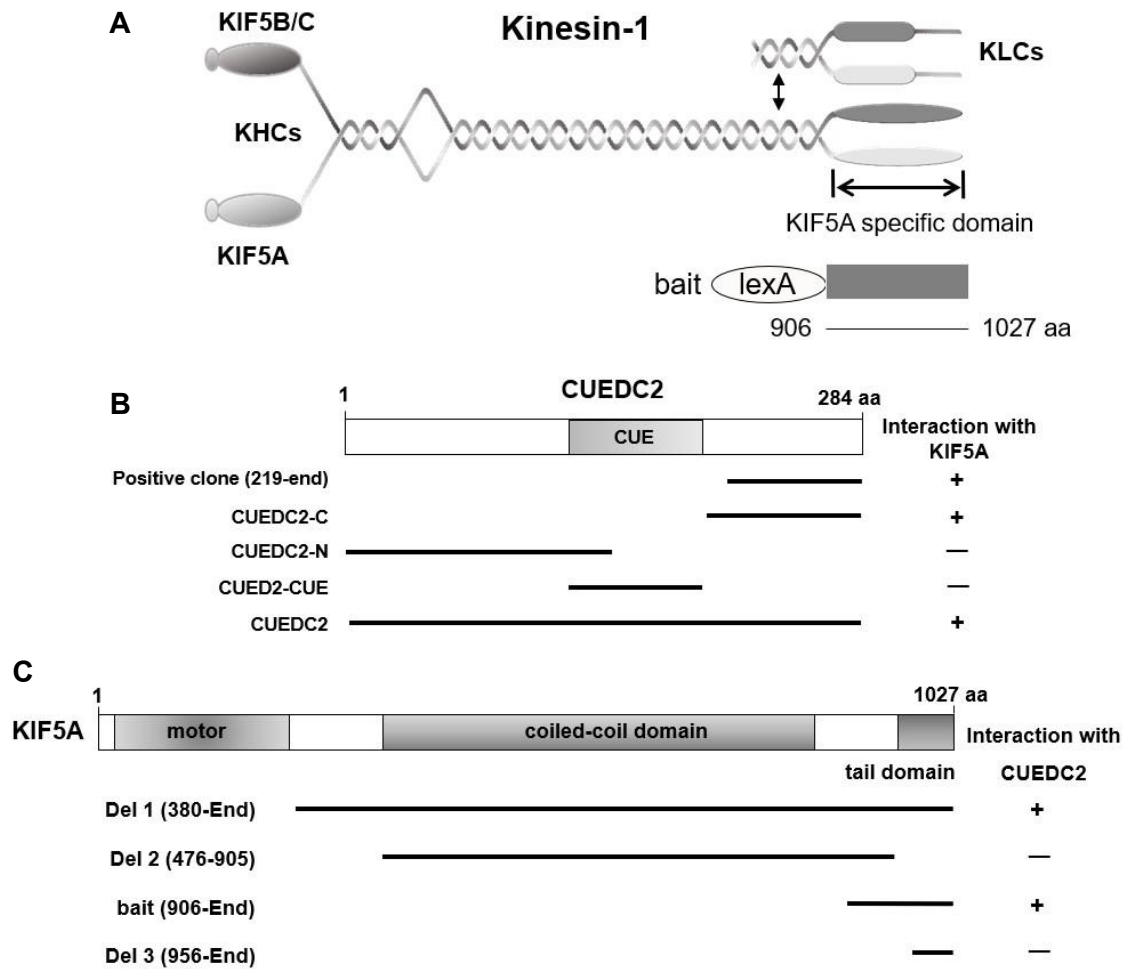 A
KIF5B/C
Kinesin-1
KLCs
KHCs
KIF5A specific domain
KIF5A
bait lexA
906 1027 aa
B
CUEDC2
1 284 aa
CUE
Interaction with
KIF5A
Positive clone (219-end) +
CUEDC2-C +
CUEDC2-N —
CUED2-CUE —
CUEDC2 +
C
1 1027 aa
KIF5A motor coiled-coil domain Interaction with
tail domain CUEDC2
Del 1 (380-End) +
Del 2 (476-905) —
bait (906-End) +
Del 3 (956-End) —